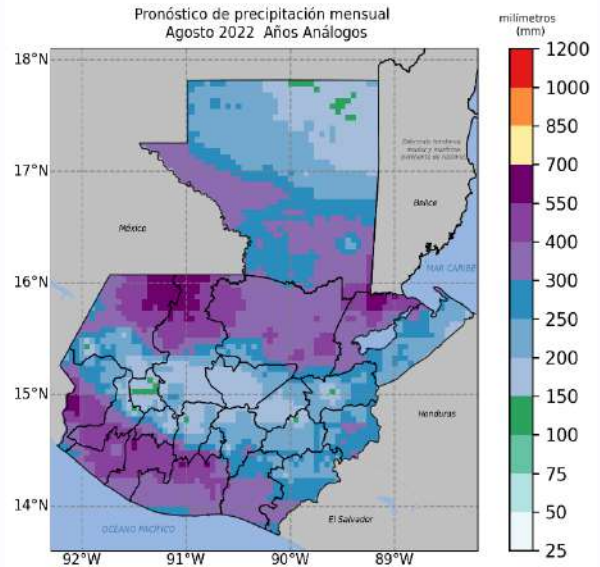 Pronóstico de precipitación mensual
Agosto 2022 Años Análogos
milímetros
(mm)
18°N
17°N
16°N
15°N
14°N
92°W
91°W
90°W
89°W
México
Belice
MAR CARIBE
Honduras
El Salvador
OCEANO PACÍFICO
1200
1000
850
700
550
400
300
250
200
150
100
75
50
25